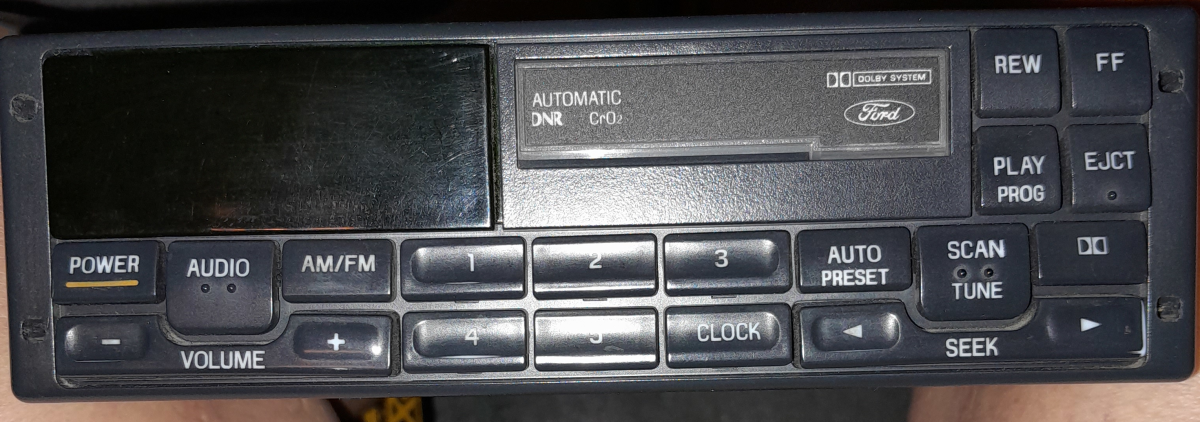 AUTOMATIC
DNR CrO2
DOLBY SYSTEM
Ford
REW
FF
PLAY
PROG
EJCT
POWER
AUDIO
AM/FM
1
2
3
AUTO
PRESET
SCAN
TUNE
-
VOLUME
+
4
5
CLOCK
SEEK